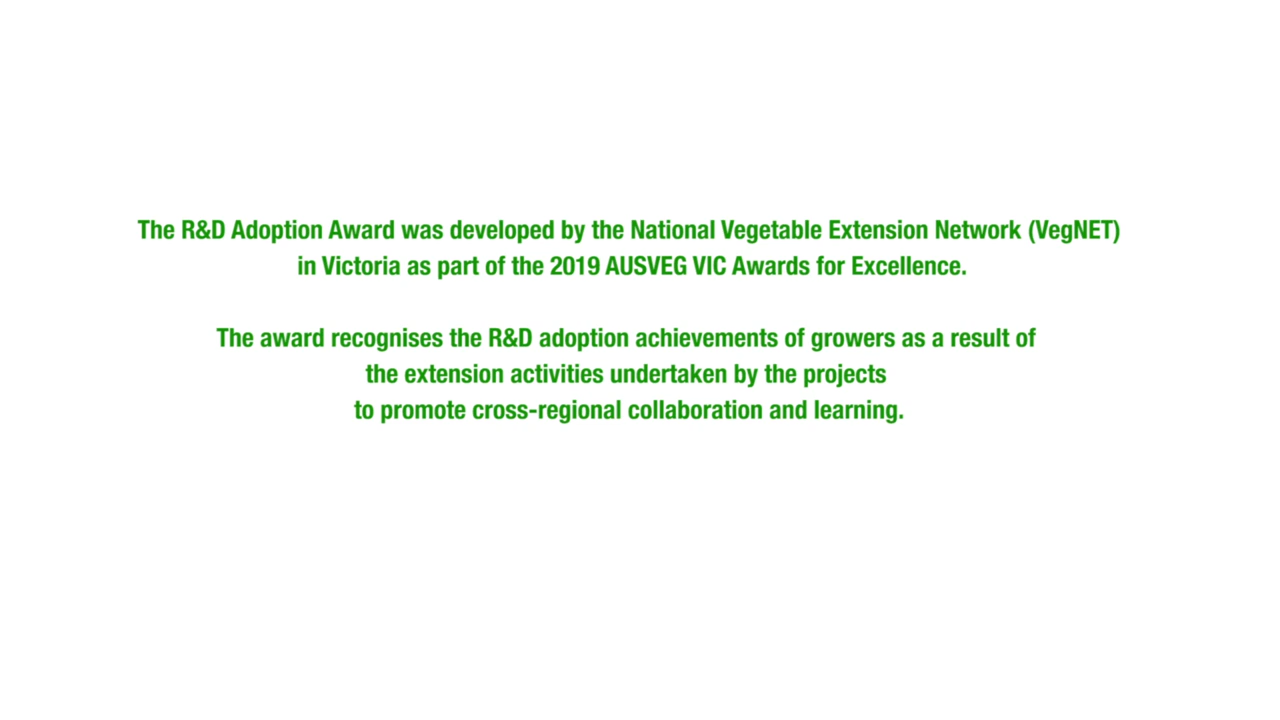 The R&D Adoption Award was developed by the National Vegetable Extension Network (VegNET)
in Victoria as part of the 2019 AUSVEG VIC Awards for Excellence.
The award recognises the R&D adoption achievements of growers as a result of
the extension activities undertaken by the projects
to promote cross-regional collaboration and learning.